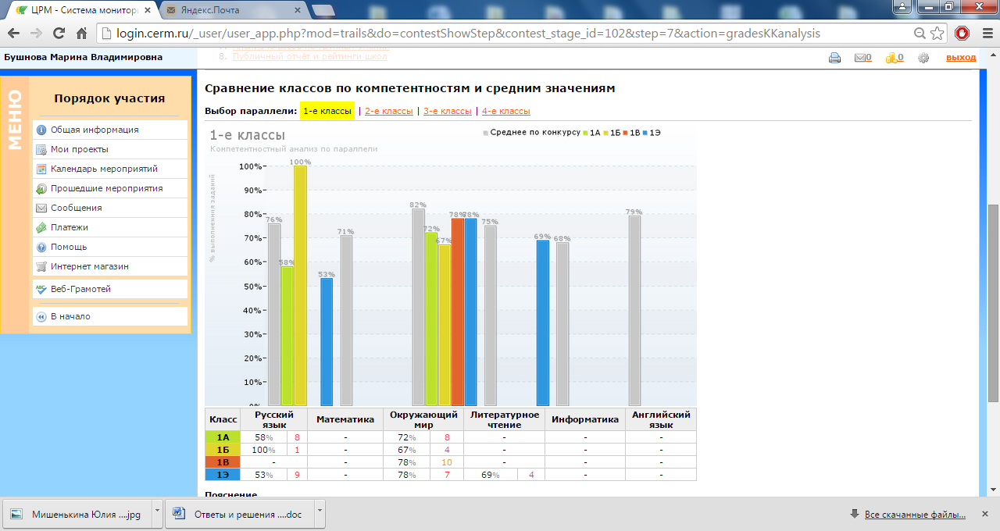 ЦРМ - Система монитор
Яндекс.Почта
login.cerm.ru/_user/user_app.php?mod=trails&do=contestShowStep&contest_stage_id=102&step=7&action=gradesKKanalysis
Бушнова Марина Владимировна
8. Публичный отчёт и рейтинги школ
0 0 выход
МЕНЮ
Порядок участия
Общая информация
Мои проекты
Календарь мероприятий
Прошедшие мероприятия
Сообщения
Платежи
Помощь
Интернет магазин
Веб-Грамотей
В начало
Сравнение классов по компетентностям и средним значениям
Выбор параллели: 1-е классы | 2-е классы | 3-е классы | 4-е классы
1-е классы
Компетентностный анализ по параллели
Среднее по конкурсу 1А 1Б 1В 1Э
% выполненния заданий
100%
90%
80%
70%
60%
50%
40%
30%
20%
10%
0%
76% 58% 100% 53% 71% 82% 72% 67% 78% 78% 75% 69% 68% 79%
Класс Русский язык Математика Окружающий мир Литературное чтение Информатика Английский язык
1А 58% 8 - 72% 8 - - -
1Б 100% 1 - 67% 4 - - -
1В - - 78% 10 - - -
1Э 53% 9 - 78% 7 69% 4 - -
Пояснение
Мишенькина Юлия ....jpg
Ответы и решения ....doc
Все скачанные файлы...